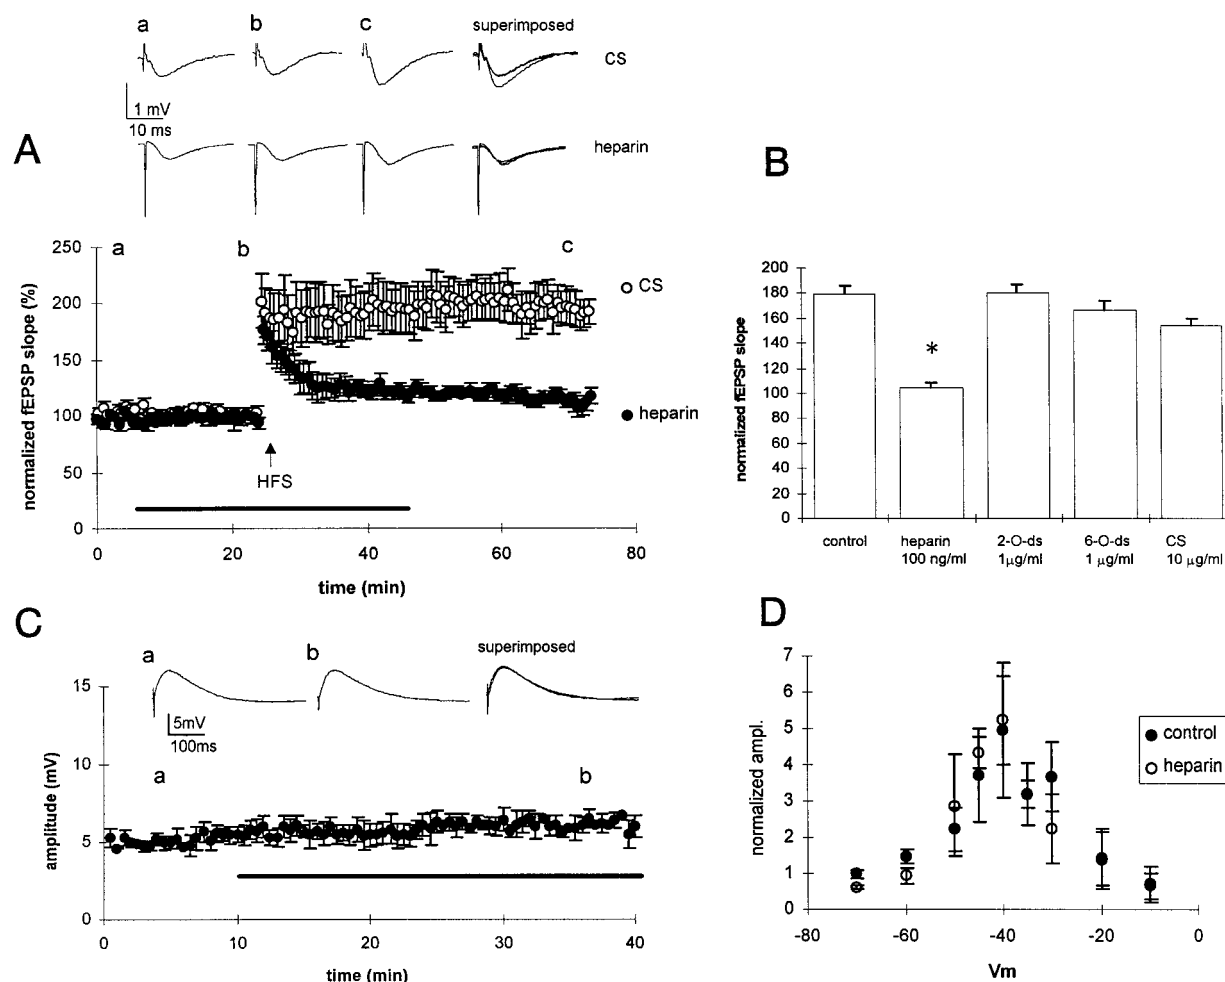 a b c superimposed
CS
1 mV
10 ms
A
heparin
B
normalized fEPSP slope (%)
250
200
150
100
50
0
a b c
CS
heparin
HFS
0 20 40 60 80
time (min)
normalized fEPSP slope
200
180
160
140
120
100
80
60
40
20
0
*
control heparin 2-O-ds 6-O-ds CS
100 ng/ml 1μg/ml 1 μg/ml 10 μg/ml
C
a b superimposed
5mV
100ms
amplitude (mV)
15
10
5
0
a b
0 10 20 30 40
time (min)
D
normalized ampl.
7
6
5
4
3
2
1
0
control
heparin
-80 -60 -40 -20 0
Vm